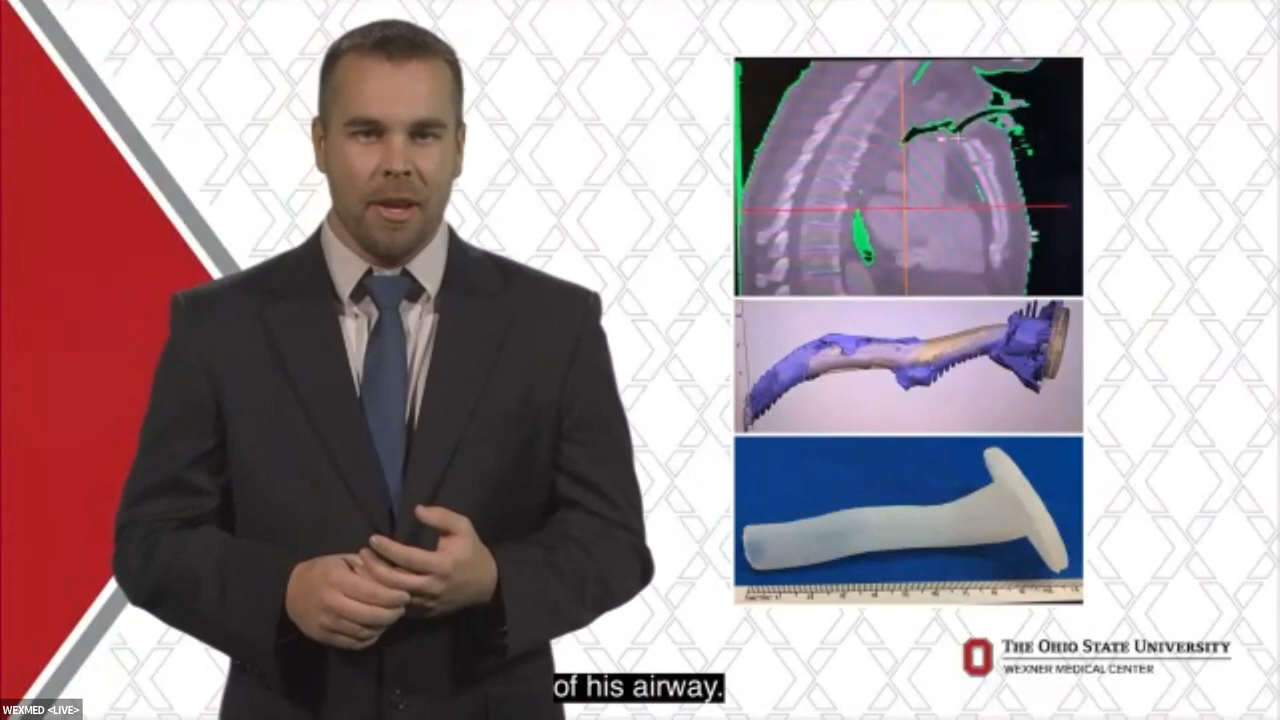 of his airway.
THE OHIO STATE UNIVERSITY
WEXNER MEDICAL CENTER
WEXMED <LIVE>